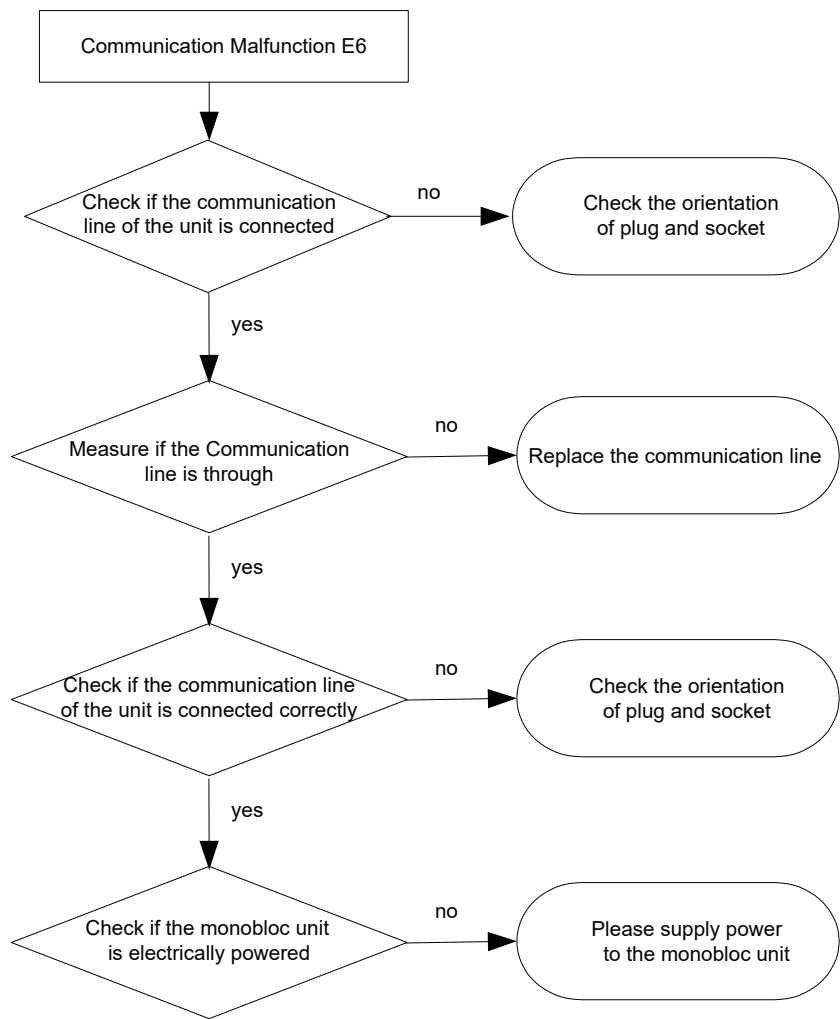 Communication Malfunction E6
Check if the communication
line of the unit is connected
no
Check the orientation
of plug and socket
yes
Measure if the Communication
line is through
no
Replace the communication line
yes
Check if the communication line
of the unit is connected correctly
no
Check the orientation
of plug and socket
yes
Check if the monobloc unit
is electrically powered
no
Please supply power
to the monobloc unit